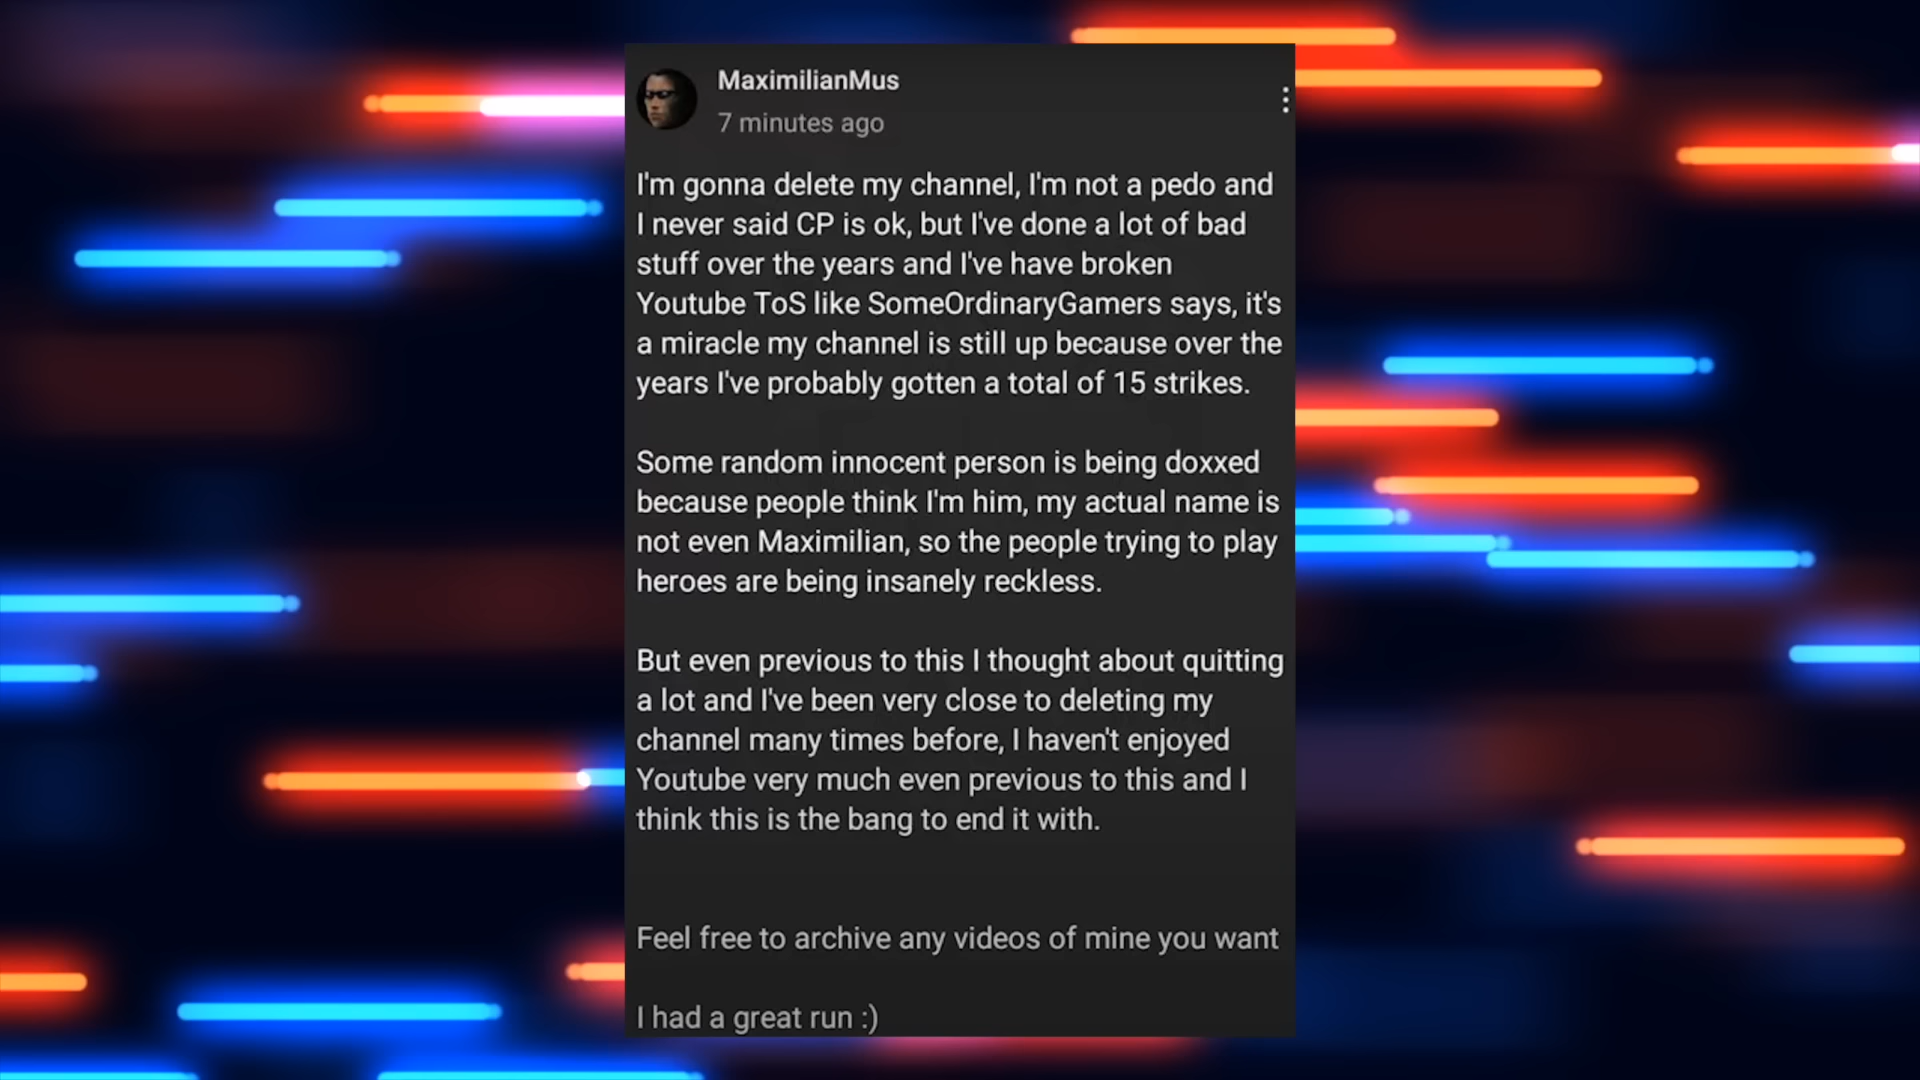 MaximilianMus
7 minutes ago
I'm gonna delete my channel, I'm not a pedo and
I never said CP is ok, but I've done a lot of bad
stuff over the years and I've have broken
Youtube ToS like SomeOrdinaryGamers says, it's
a miracle my channel is still up because over the
years I've probably gotten a total of 15 strikes.
Some random innocent person is being doxxed
because people think I'm him, my actual name is
not even Maximilian, so the people trying to play
heroes are being insanely reckless.
But even previous to this I thought about quitting
a lot and I've been very close to deleting my
channel many times before, I haven't enjoyed
Youtube very much even previous to this and I
think this is the bang to end it with.
Feel free to archive any videos of mine you want
I had a great run :)